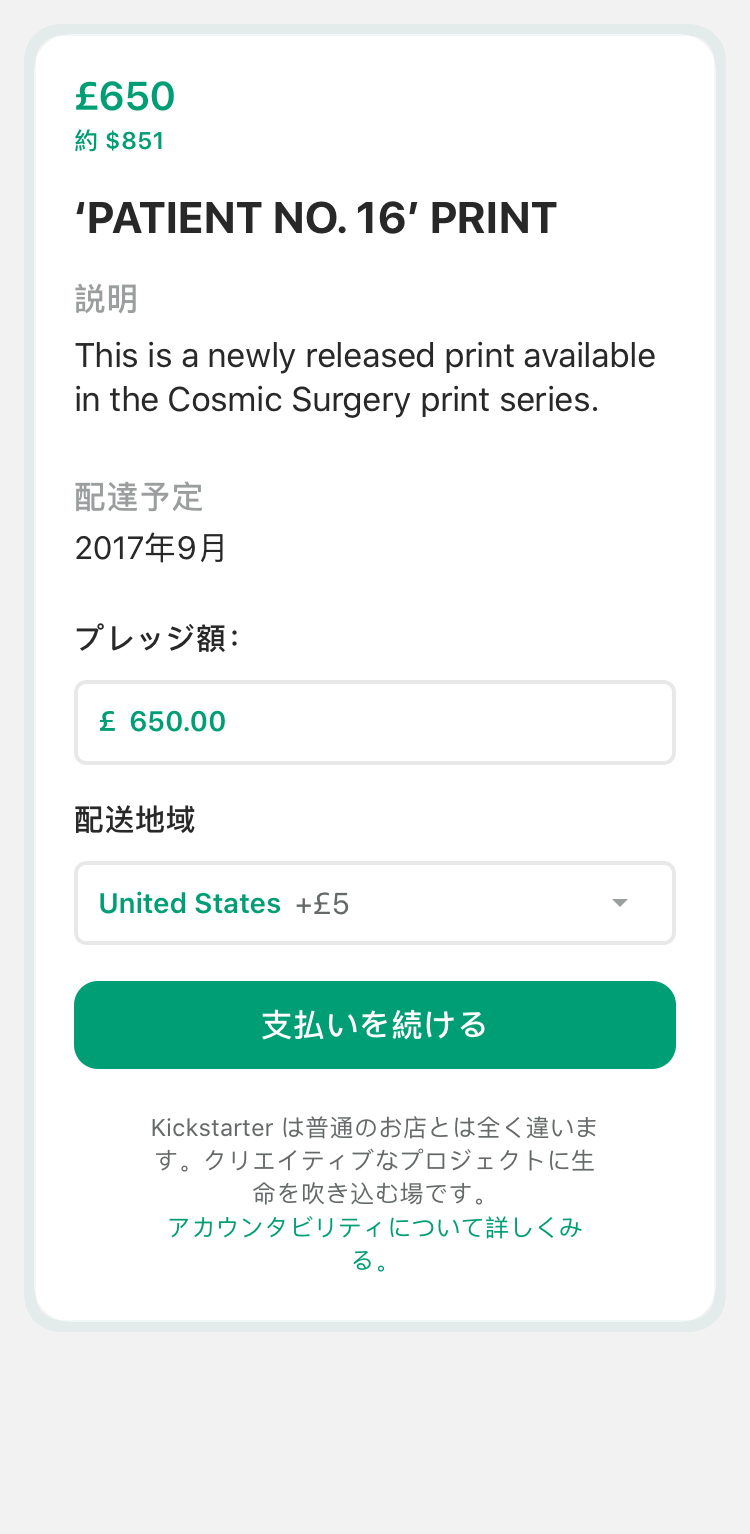 £650
約 $851
‘PATIENT NO. 16’ PRINT
説明
This is a newly released print available
in the Cosmic Surgery print series.
配達予定
2017年9月
プレッジ額：
£ 650.00
配送地域
United States +£5
支払いを続ける
Kickstarter は普通のお店とは全く違いま
す。クリエイティブなプロジェクトに生
命を吹き込む場です。
アカウンタビリティについて詳しくみ
る。